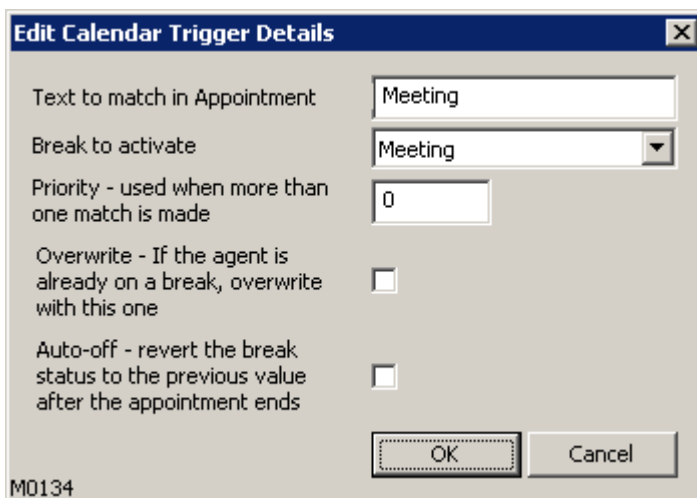 Edit Calendar Trigger Details
Text to match in Appointment
Meeting
Break to activate
Meeting
Priority - used when more than
one match is made
0
Overwrite - If the agent is
already on a break, overwrite
with this one
Auto-off - revert the break
status to the previous value
after the appointment ends
OK
Cancel
M0134